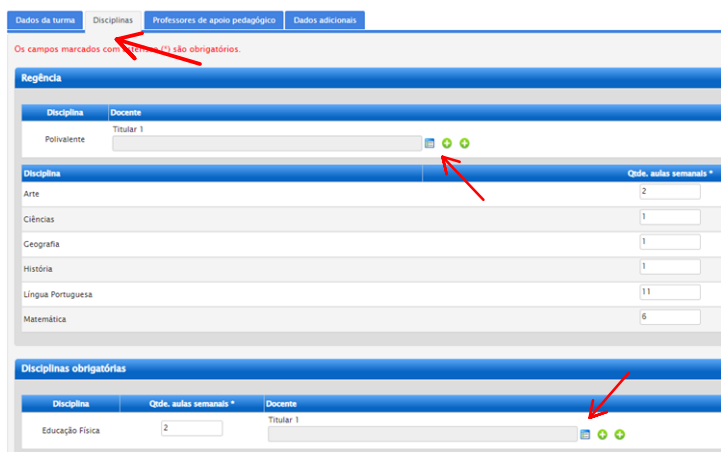 Dados da turma Disciplinas Professores de apoio pedagógico Dados adicionais
Os campos marcados com (*) são obrigatórios.
Regência
Disciplina Docente
Titular 1
Polivalente
Disciplina Qtde. aulas semanais *
Arte 2
Ciências 1
Geografia 1
História 1
Língua Portuguesa 11
Matemática 6
Disciplinas obrigatórias
Disciplina Qtde. aulas semanais * Docente
Titular 1
Educação Física 2